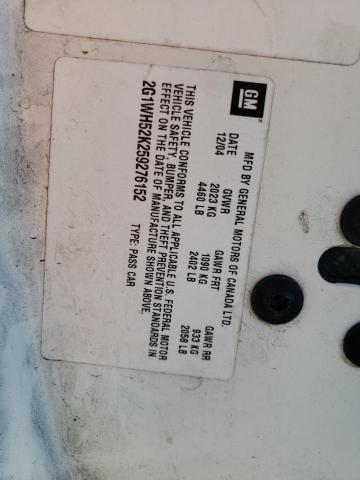 GM
MFD BY GENERAL MOTORS OF CANADA LTD.
DATE GVWR GAWR FRT GAWR RR
12/04 2023 KG 1090 KG 933 KG
4460 LB 2402 LB 2058 LB
THIS VEHICLE CONFORMS TO ALL APPLICABLE U.S. FEDERAL MOTOR
VEHICLE SAFETY, BUMPER, AND THEFT PREVENTION STANDARDS IN
EFFECT ON THE DATE OF MANUFACTURE SHOWN ABOVE.
2G1WH52K259276152 TYPE: PASS CAR